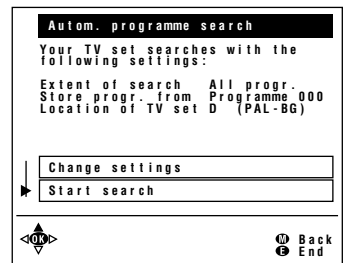 Autom. programme search
Your TV set searches with the
following settings:
Extent of search All progr.
Store progr. from Programme 000
Location of TV set D (PAL-BG)
Change settings
Start search
OK
M Back
E End